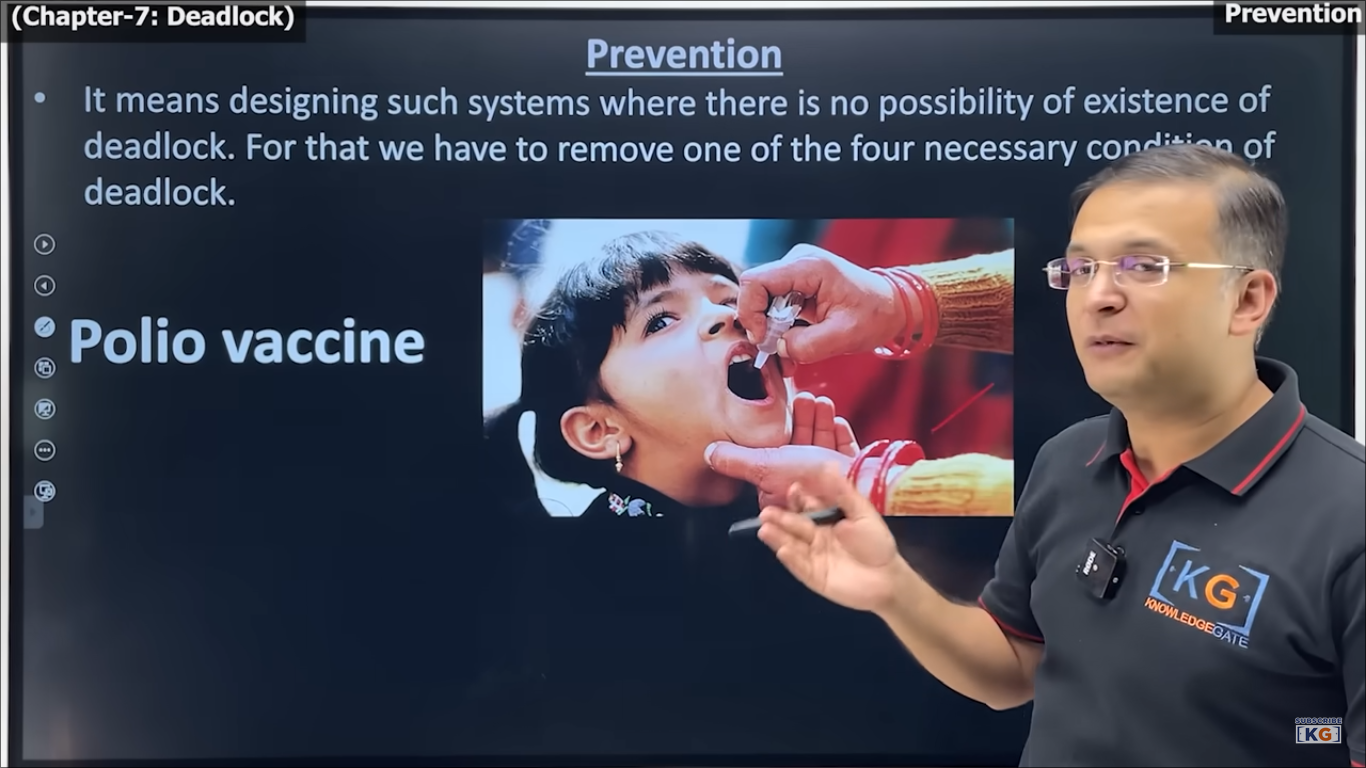 (Chapter-7: Deadlock)
Prevention
Prevention
• It means designing such systems where there is no possibility of existence of
deadlock. For that we have to remove one of the four necessary condition of
deadlock.
Polio vaccine
RODE
KG
KNOWLEDGEGATE
SUBSCRIBE
KG